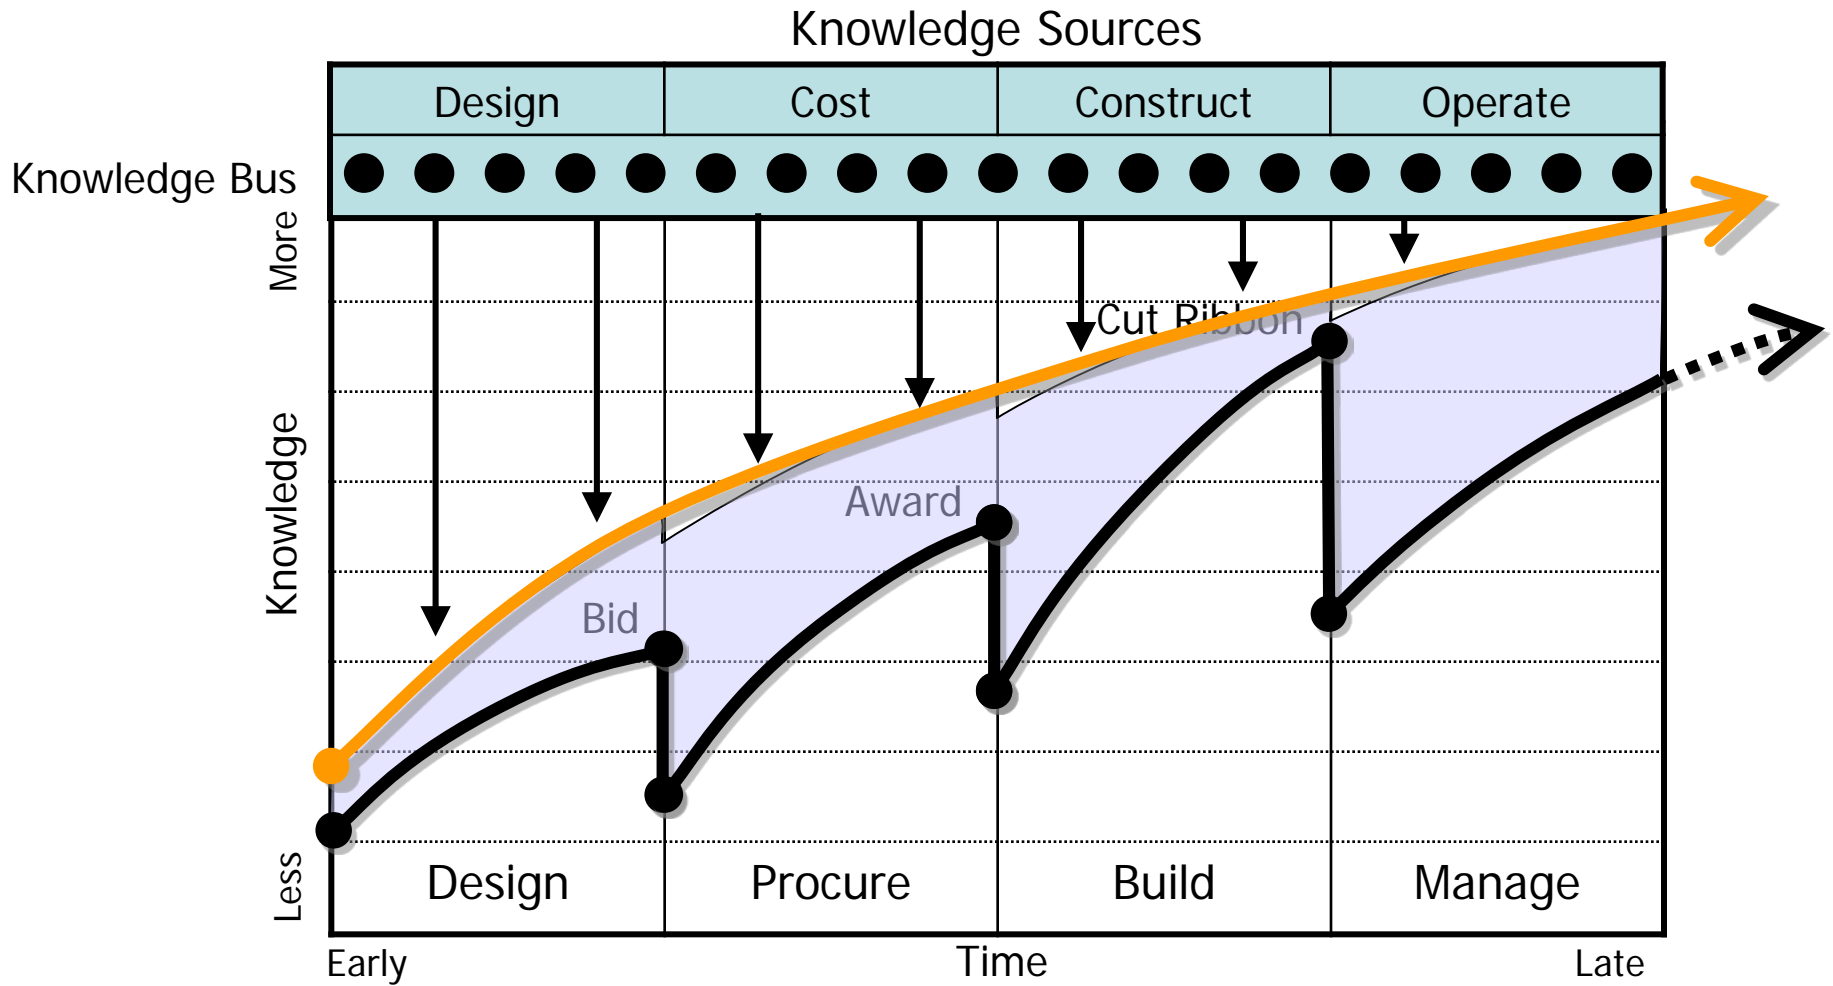 Knowledge Sources
Design Cost Construct Operate
Knowledge Bus
More
Cut Ribbon
Knowledge
Award
Bid
Less
Design Procure Build Manage
Early Time Late